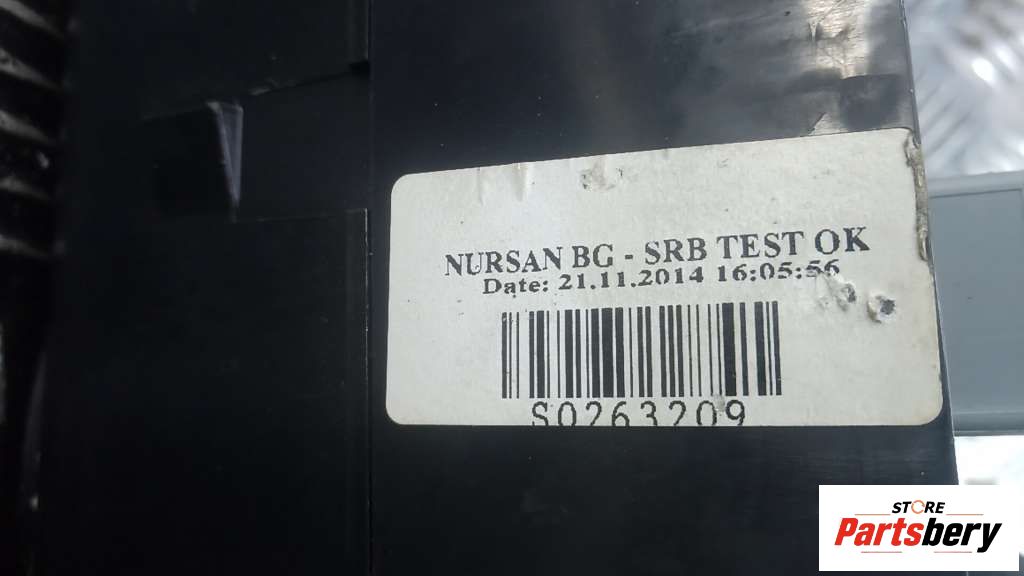 NURSAN BG - SRB TEST OK
Date: 21.11.2014 16:05:56
S0263209
STORE
Partsbery